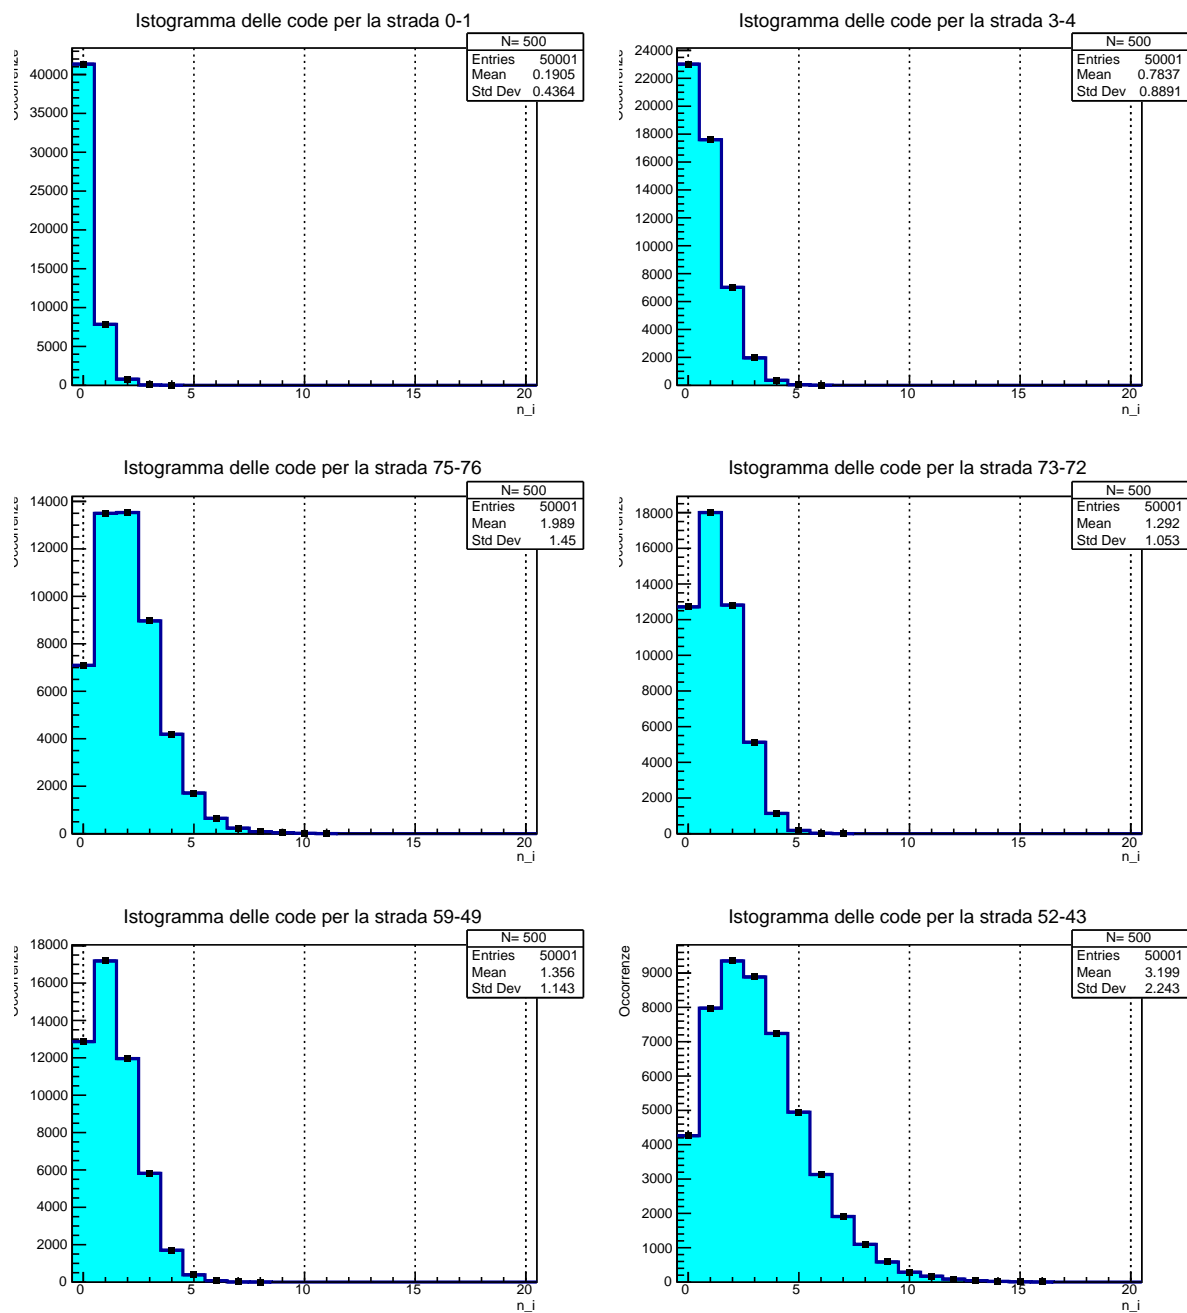 Istogramma delle code per la strada 0-1
N= 500
Entries 50001
Mean 0.1905
Std Dev 0.4364
Occorrenze
40000
35000
30000
25000
20000
15000
10000
5000
0
0 5 10 15 20
n_i
Istogramma delle code per la strada 3-4
N= 500
Entries 50001
Mean 0.7837
Std Dev 0.8891
Occorrenze
24000
22000
20000
18000
16000
14000
12000
10000
8000
6000
4000
2000
0
0 5 10 15 20
n_i
Istogramma delle code per la strada 75-76
N= 500
Entries 50001
Mean 1.989
Std Dev 1.45
Occorrenze
14000
12000
10000
8000
6000
4000
2000
0
0 5 10 15 20
n_i
Istogramma delle code per la strada 73-72
N= 500
Entries 50001
Mean 1.292
Std Dev 1.053
Occorrenze
18000
16000
14000
12000
10000
8000
6000
4000
2000
0
0 5 10 15 20
n_i
Istogramma delle code per la strada 59-49
N= 500
Entries 50001
Mean 1.356
Std Dev 1.143
Occorrenze
18000
16000
14000
12000
10000
8000
6000
4000
2000
0
0 5 10 15 20
n_i
Istogramma delle code per la strada 52-43
N= 500
Entries 50001
Mean 3.199
Std Dev 2.243
Occorrenze
9000
8000
7000
6000
5000
4000
3000
2000
1000
0
0 5 10 15 20
n_i